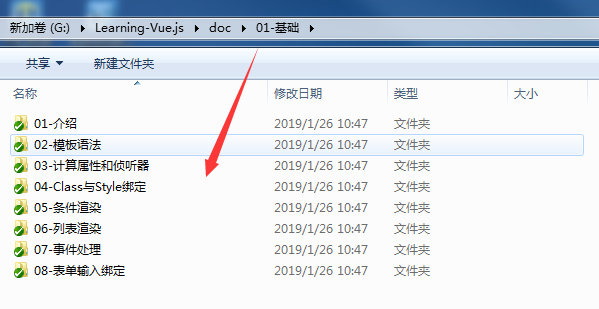 新加卷 (G:) Learning-Vue.js doc 01-基础
共享 新建文件夹
名称 修改日期 类型 大小
01-介绍 2019/1/26 10:47 文件夹
02-模板语法 2019/1/26 10:47 文件夹
03-计算属性和侦听器 2019/1/26 10:47 文件夹
04-Class与Style绑定 2019/1/26 10:47 文件夹
05-条件渲染 2019/1/26 10:47 文件夹
06-列表渲染 2019/1/26 10:47 文件夹
07-事件处理 2019/1/26 10:47 文件夹
08-表单输入绑定 2019/1/26 10:47 文件夹